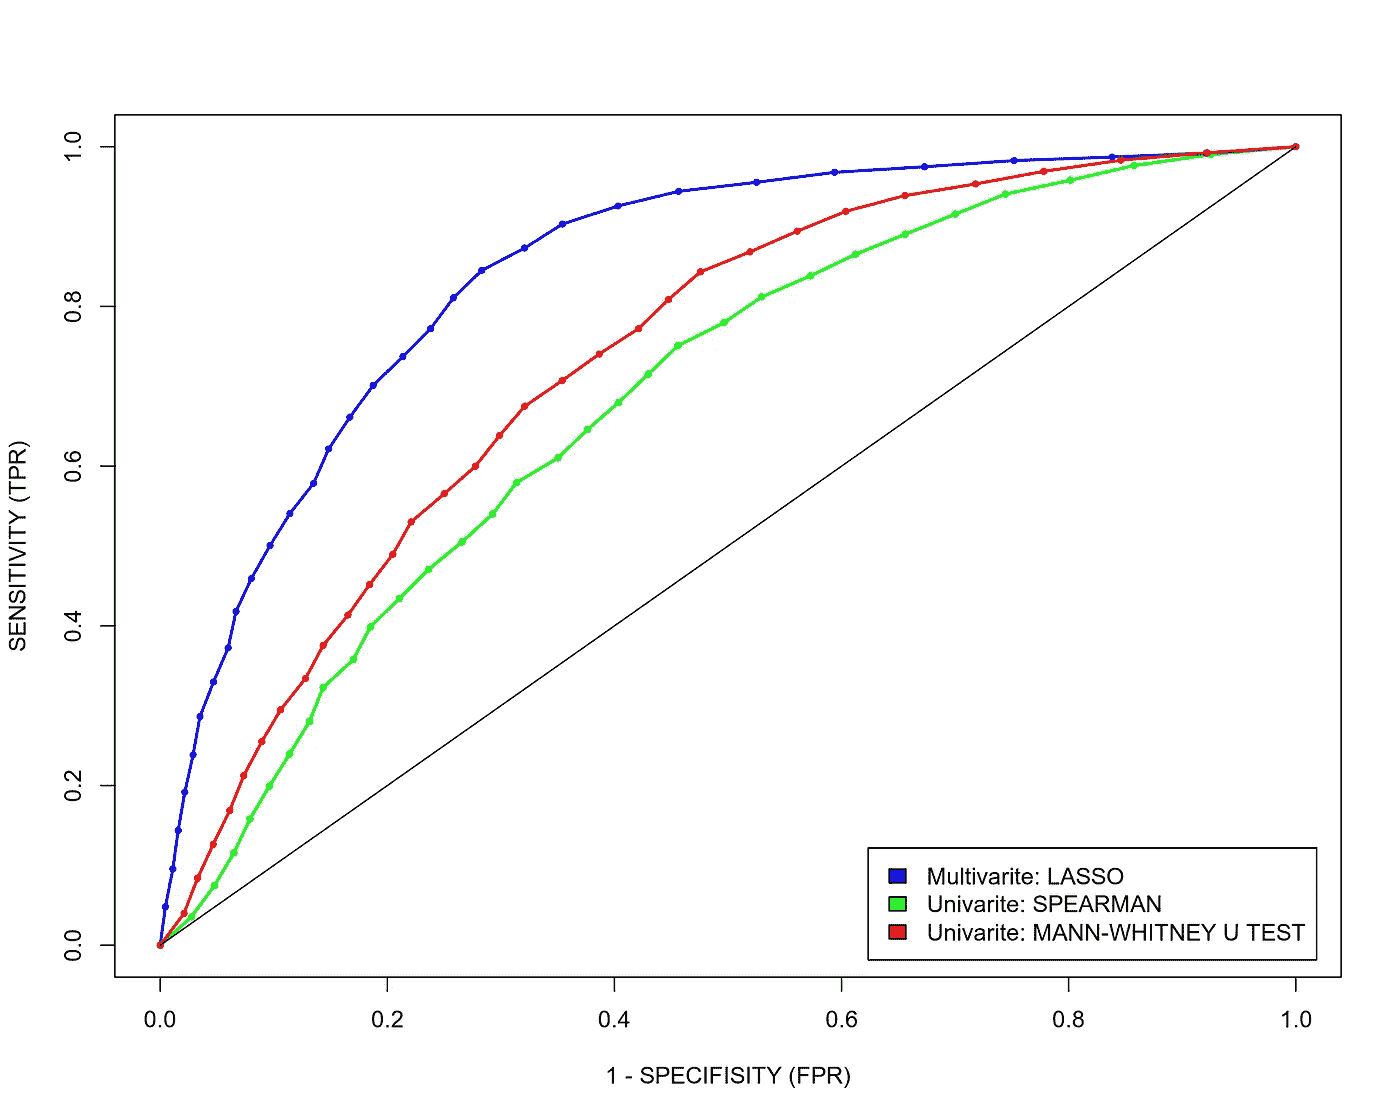 SENSITIVITY (TPR)
1.0
0.8
0.6
0.4
0.2
0.0
Multivarite: LASSO
Univarite: SPEARMAN
Univarite: MANN-WHITNEY U TEST
0.0 0.2 0.4 0.6 0.8 1.0
1 - SPECIFISITY (FPR)